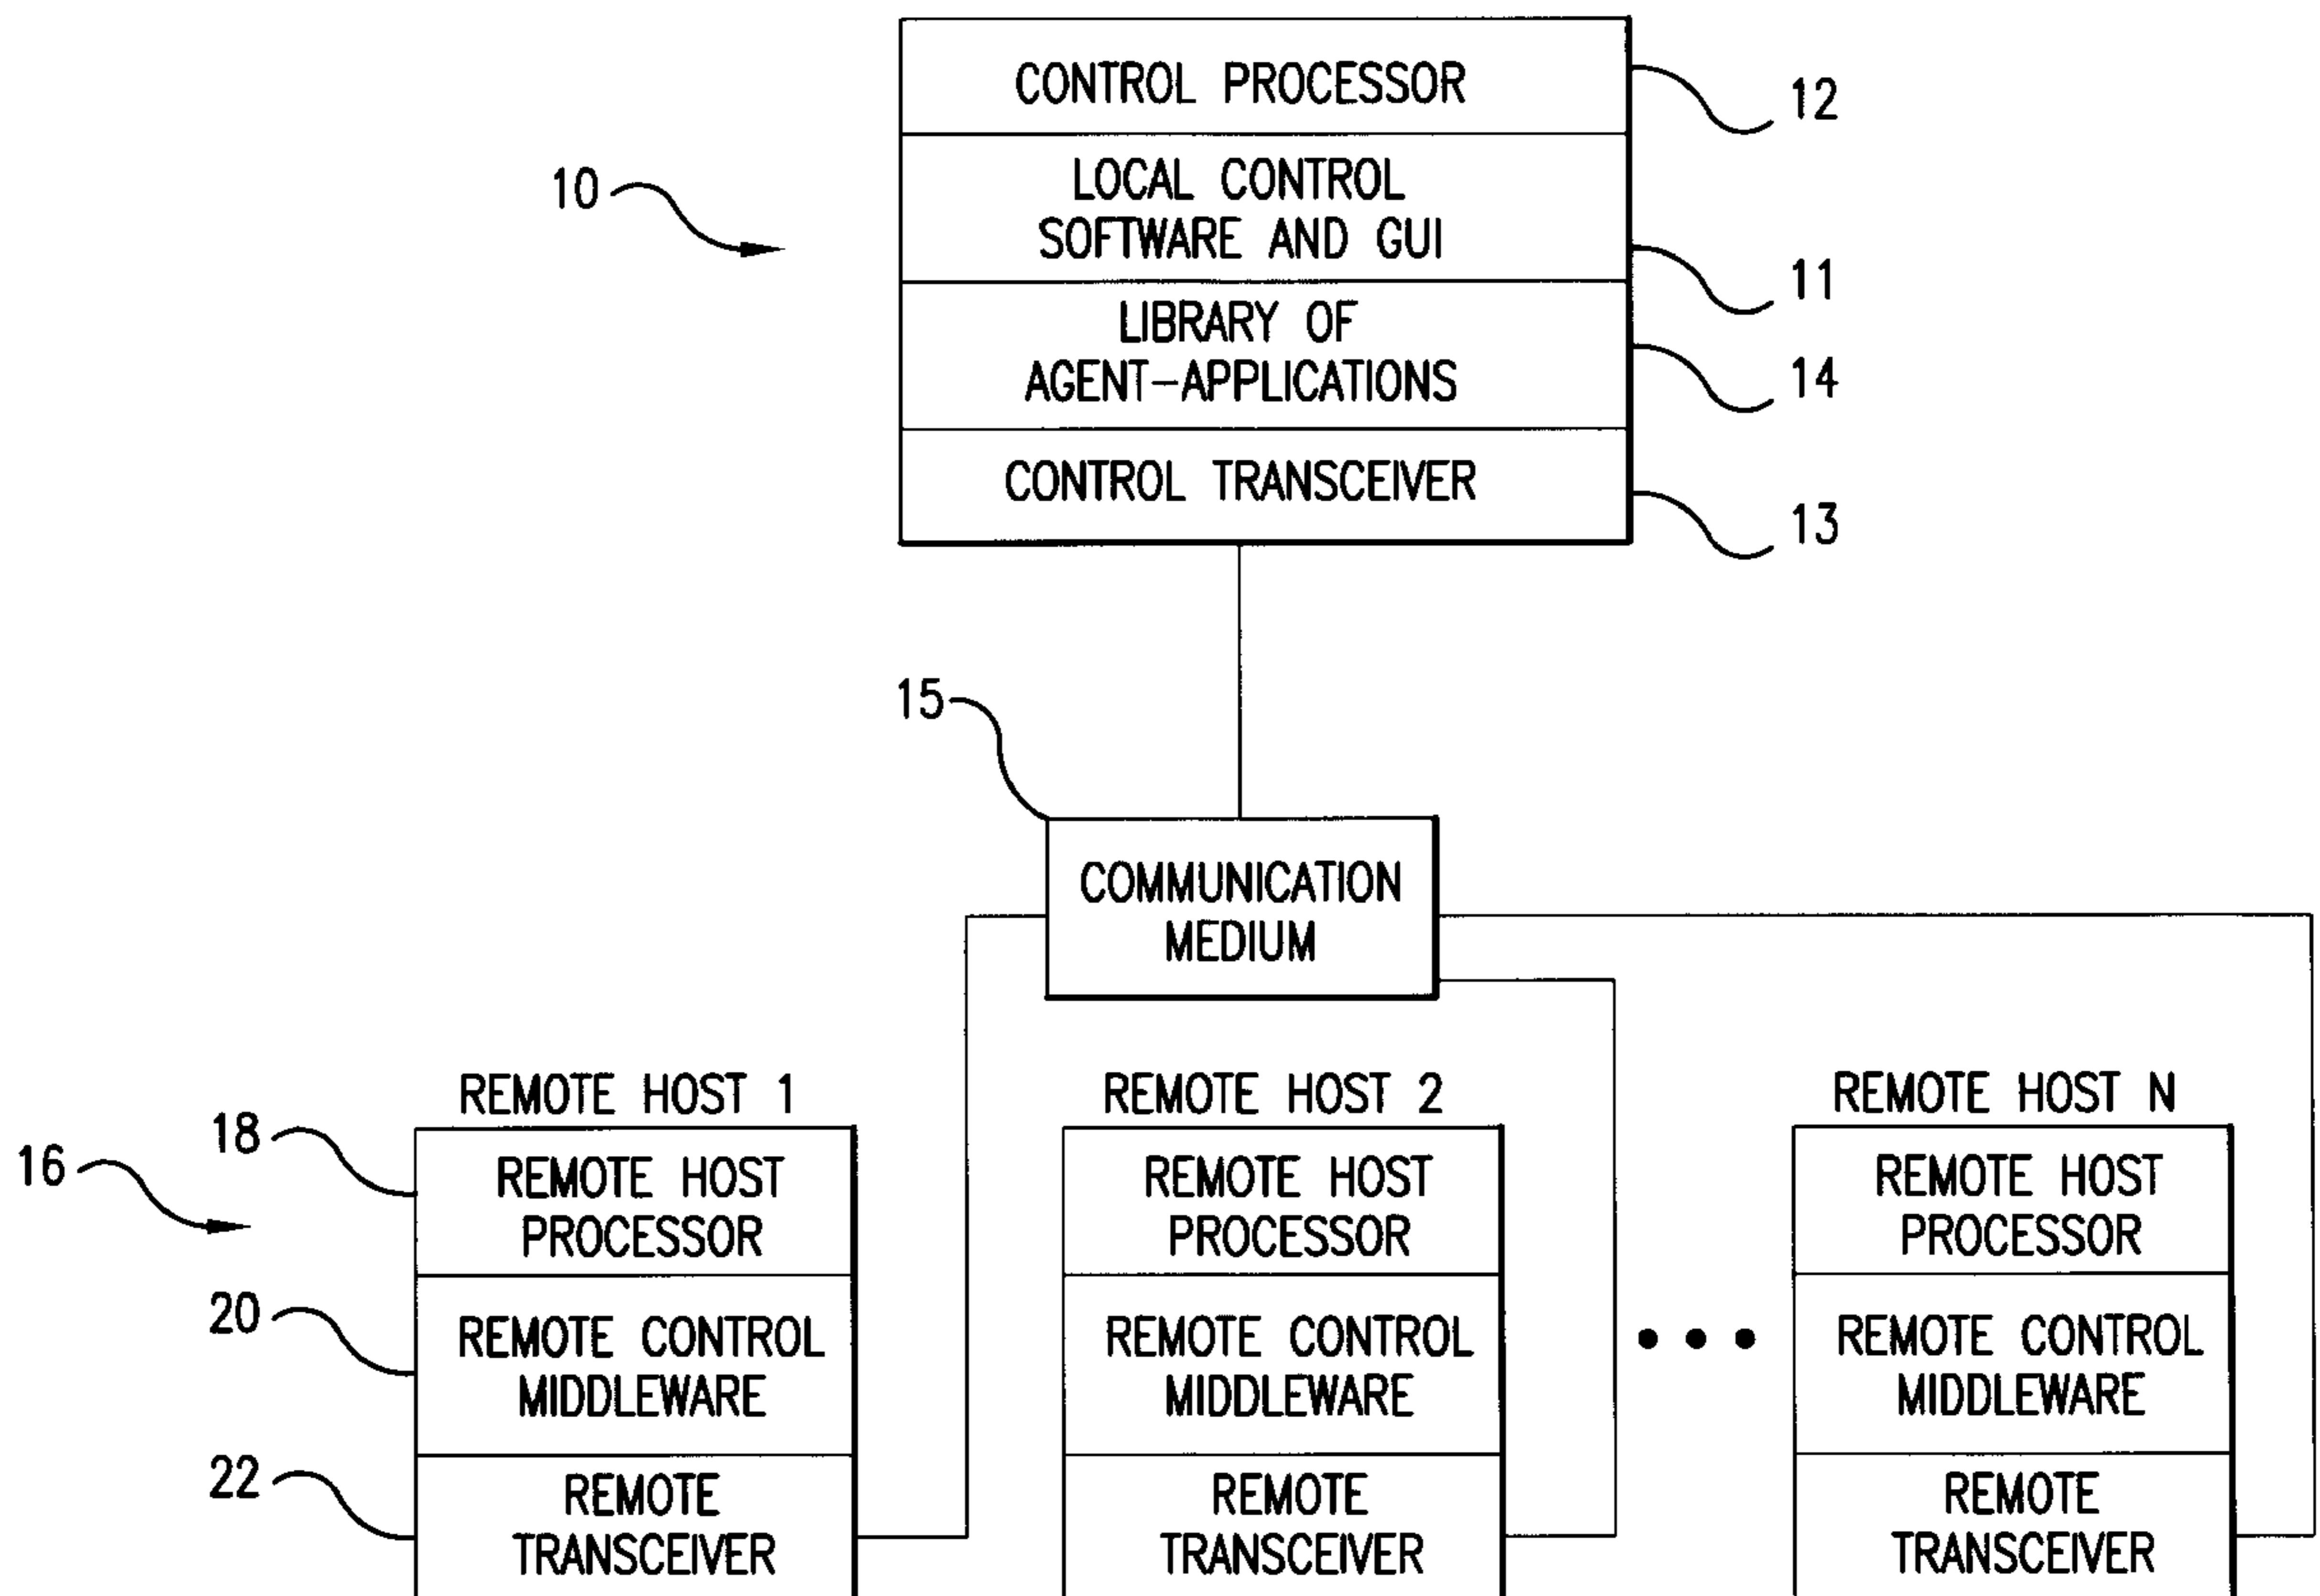 CONTROL PROCESSOR
12
10
LOCAL CONTROL
SOFTWARE AND GUI
11
LIBRARY OF
AGENT-APPLICATIONS
14
CONTROL TRANSCEIVER
13
15
COMMUNICATION
MEDIUM
REMOTE HOST 1
16
18
REMOTE HOST
PROCESSOR
20
REMOTE CONTROL
MIDDLEWARE
22
REMOTE
TRANSCEIVER
REMOTE HOST 2
REMOTE HOST
PROCESSOR
REMOTE CONTROL
MIDDLEWARE
REMOTE
TRANSCEIVER
•••
REMOTE HOST N
REMOTE HOST
PROCESSOR
REMOTE CONTROL
MIDDLEWARE
REMOTE
TRANSCEIVER